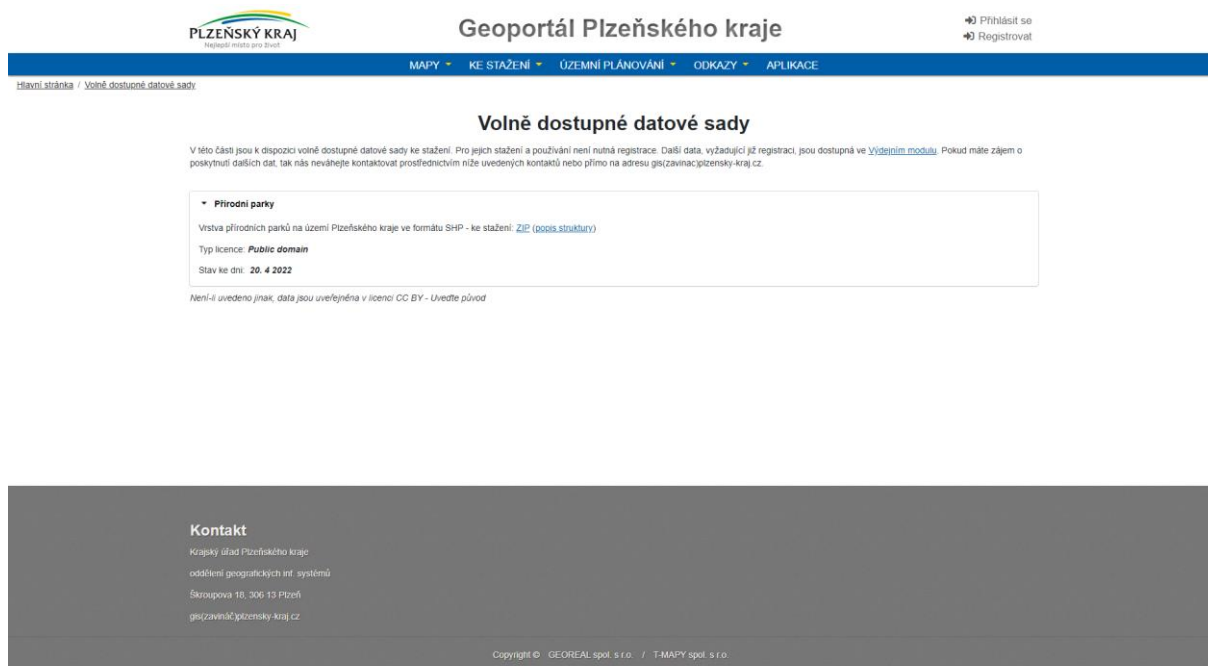 PLZEŇSKÝ KRAJ
Nejlepší místo pro život
Geoportál Plzeňského kraje
Přihlásit se
Registrovat
MAPY KE STAŽENÍ ÚZEMNÍ PLÁNOVÁNÍ ODKAZY APLIKACE
Hlavní stránka / Volně dostupné datové sady
Volně dostupné datové sady
V této části jsou k dispozici volně dostupné datové sady ke stažení. Pro jejich stažení a používání není nutná registrace. Další data, vyžadující již registraci, jsou dostupná ve Výdejním modulu. Pokud máte zájem o
poskytnutí dalších dat, tak nás neváhejte kontaktovat prostřednictvím níže uvedených kontaktů nebo přímo na adresu gis(zavinac)plzensky-kraj.cz.
Přírodní parky
Vrstva přírodních parků na území Plzeňského kraje ve formátu SHP - ke stažení: ZIP (popis struktury)
Typ licence: Public domain
Stav ke dni: 20. 4 2022
Není-li uvedeno jinak, data jsou uveřejněna v licenci CC BY - Uveďte původ
Kontakt
Krajský úřad Plzeňského kraje
oddělení geografických inf. systémů
Škroupova 18, 306 13 Plzeň
gis(zavináč)plzensky-kraj.cz
Copyright © GEOREAL spol. s r.o. / T-MAPY spol. s r.o.